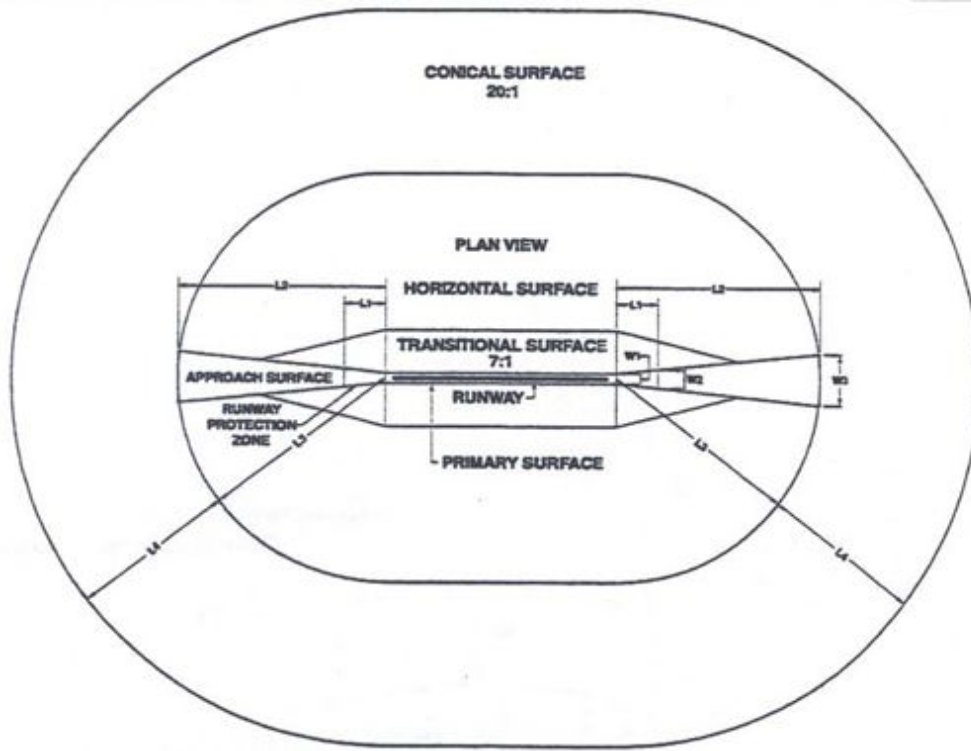 CONICAL SURFACE
20:1
PLAN VIEW
HORIZONTAL SURFACE
L2
L2
L1
L1
TRANSITIONAL SURFACE
7:1
W1
W2
W3
APPROACH SURFACE
RUNWAY
RUNWAY
PROTECTION
ZONE
L3
L3
PRIMARY SURFACE
L4
L4